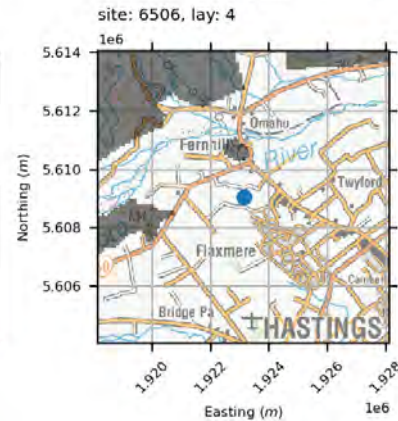 site: 6506, lay: 4
1e6
5.614
5.612
5.610
5.608
5.606
Northing (m)
Omahu
Fernhill
River
Twyford
Flaxmere
Bridge Pa
HASTINGS
1.920
1.922
1.924
1.926
1.928
1e6
Easting (m)